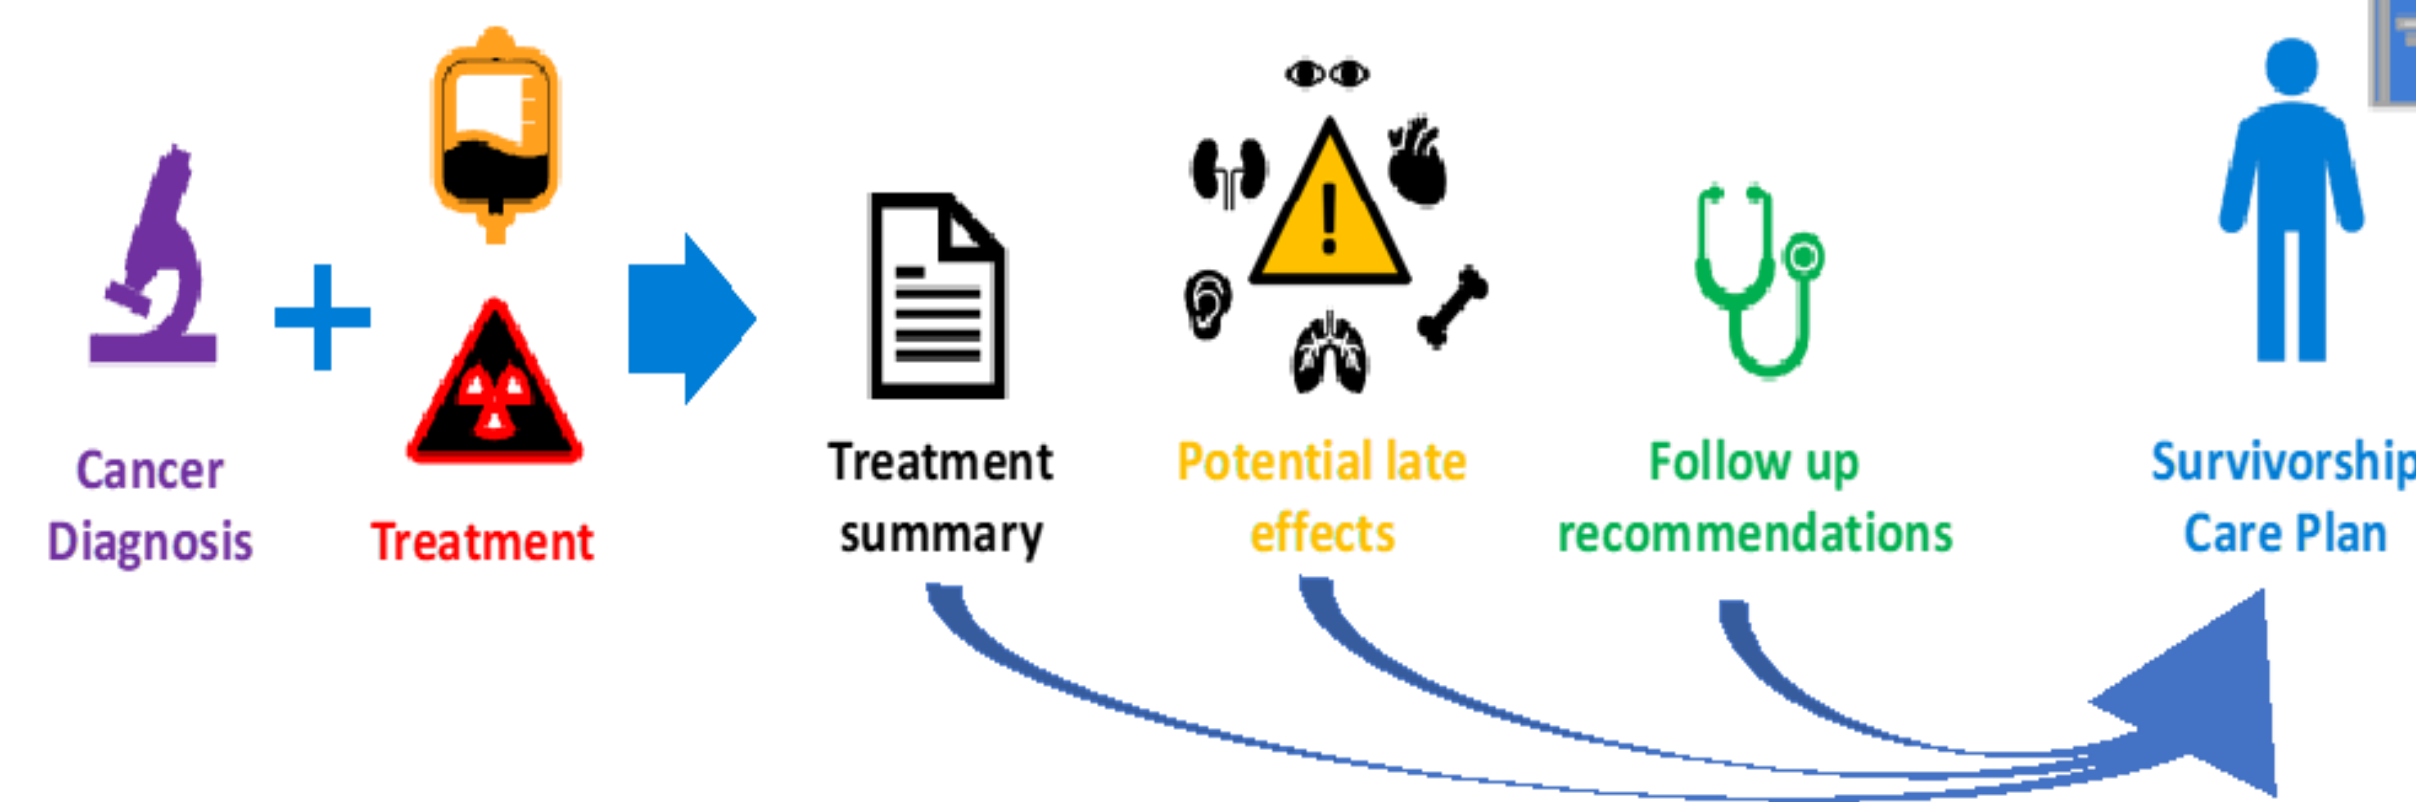 Cancer
Diagnosis
Treatment
Treatment
summary
Potential late
effects
Follow up
recommendations
Survivorship
Care Plan